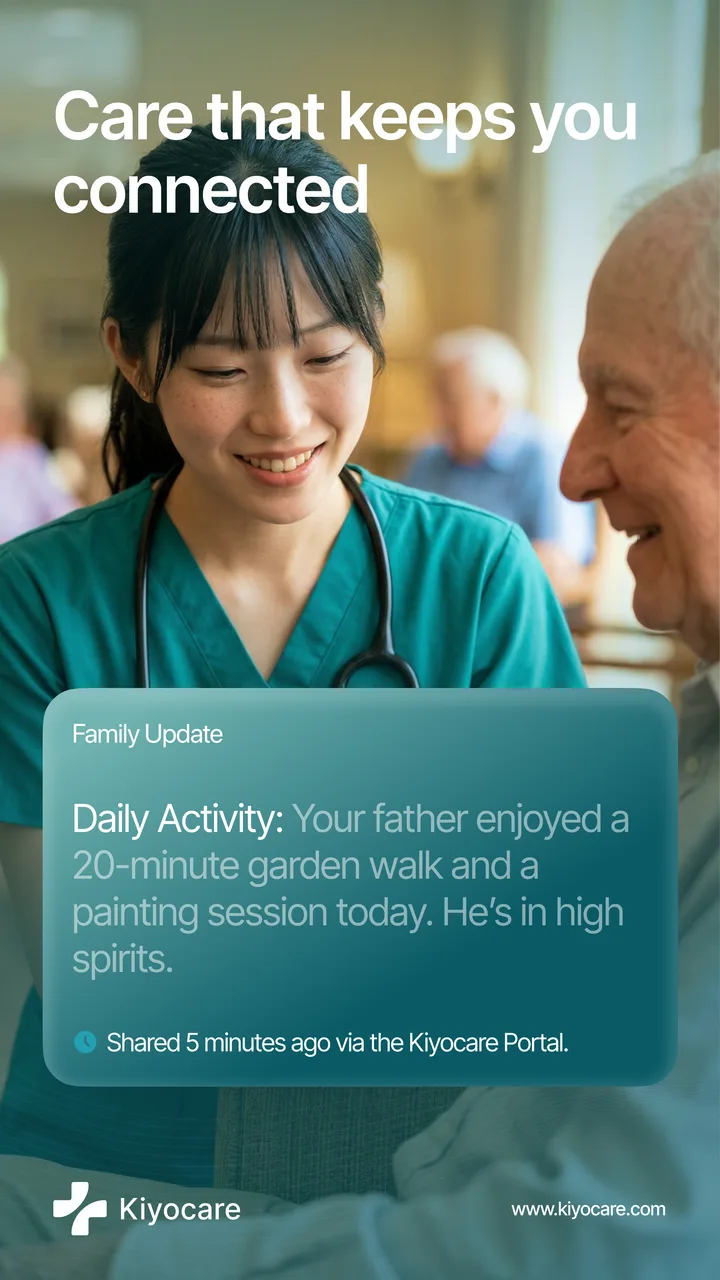 Care that keeps you
connected
Family Update
Daily Activity: Your father enjoyed a
20-minute garden walk and a
painting session today. He’s in high
spirits.
Shared 5 minutes ago via the Kiyocare Portal.
Kiyocare
www.kiyocare.com